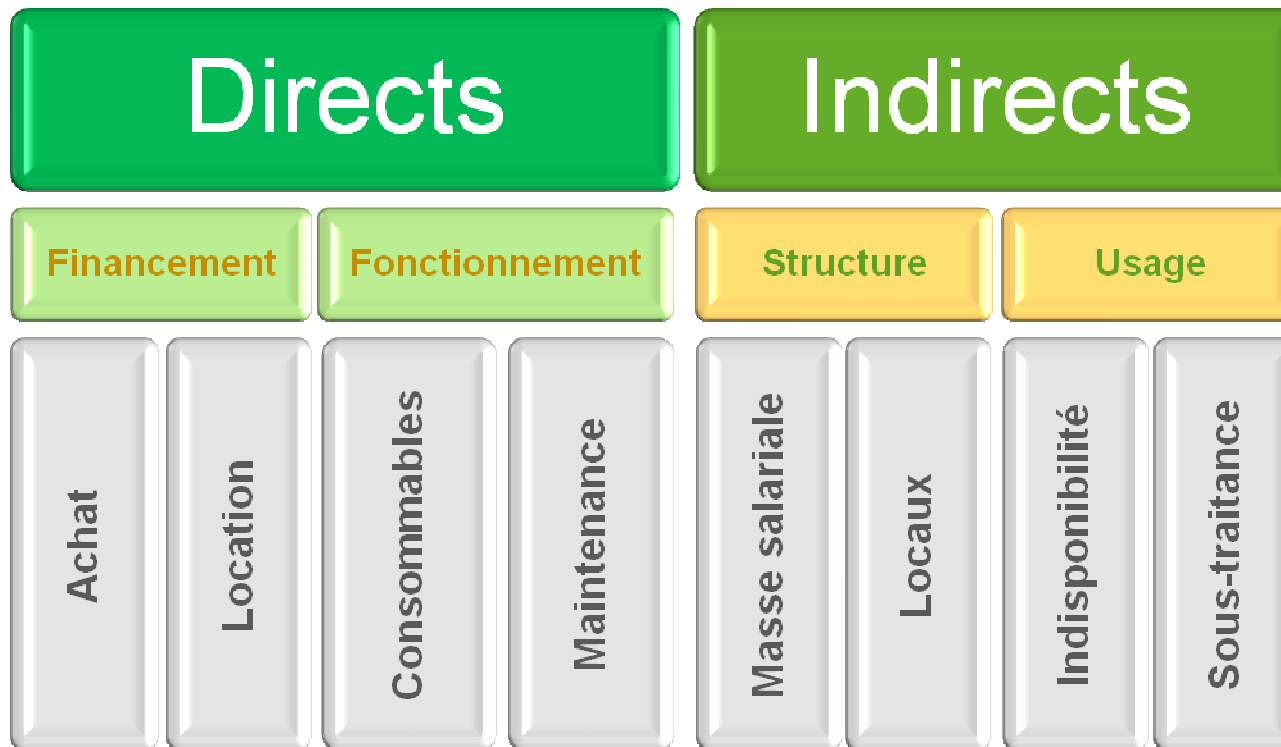 Directs
Indirects
Financement
Fonctionnement
Structure
Usage
Achat
Location
Consommables
Maintenance
Masse salariale
Locaux
Indisponibilité
Sous-traitance